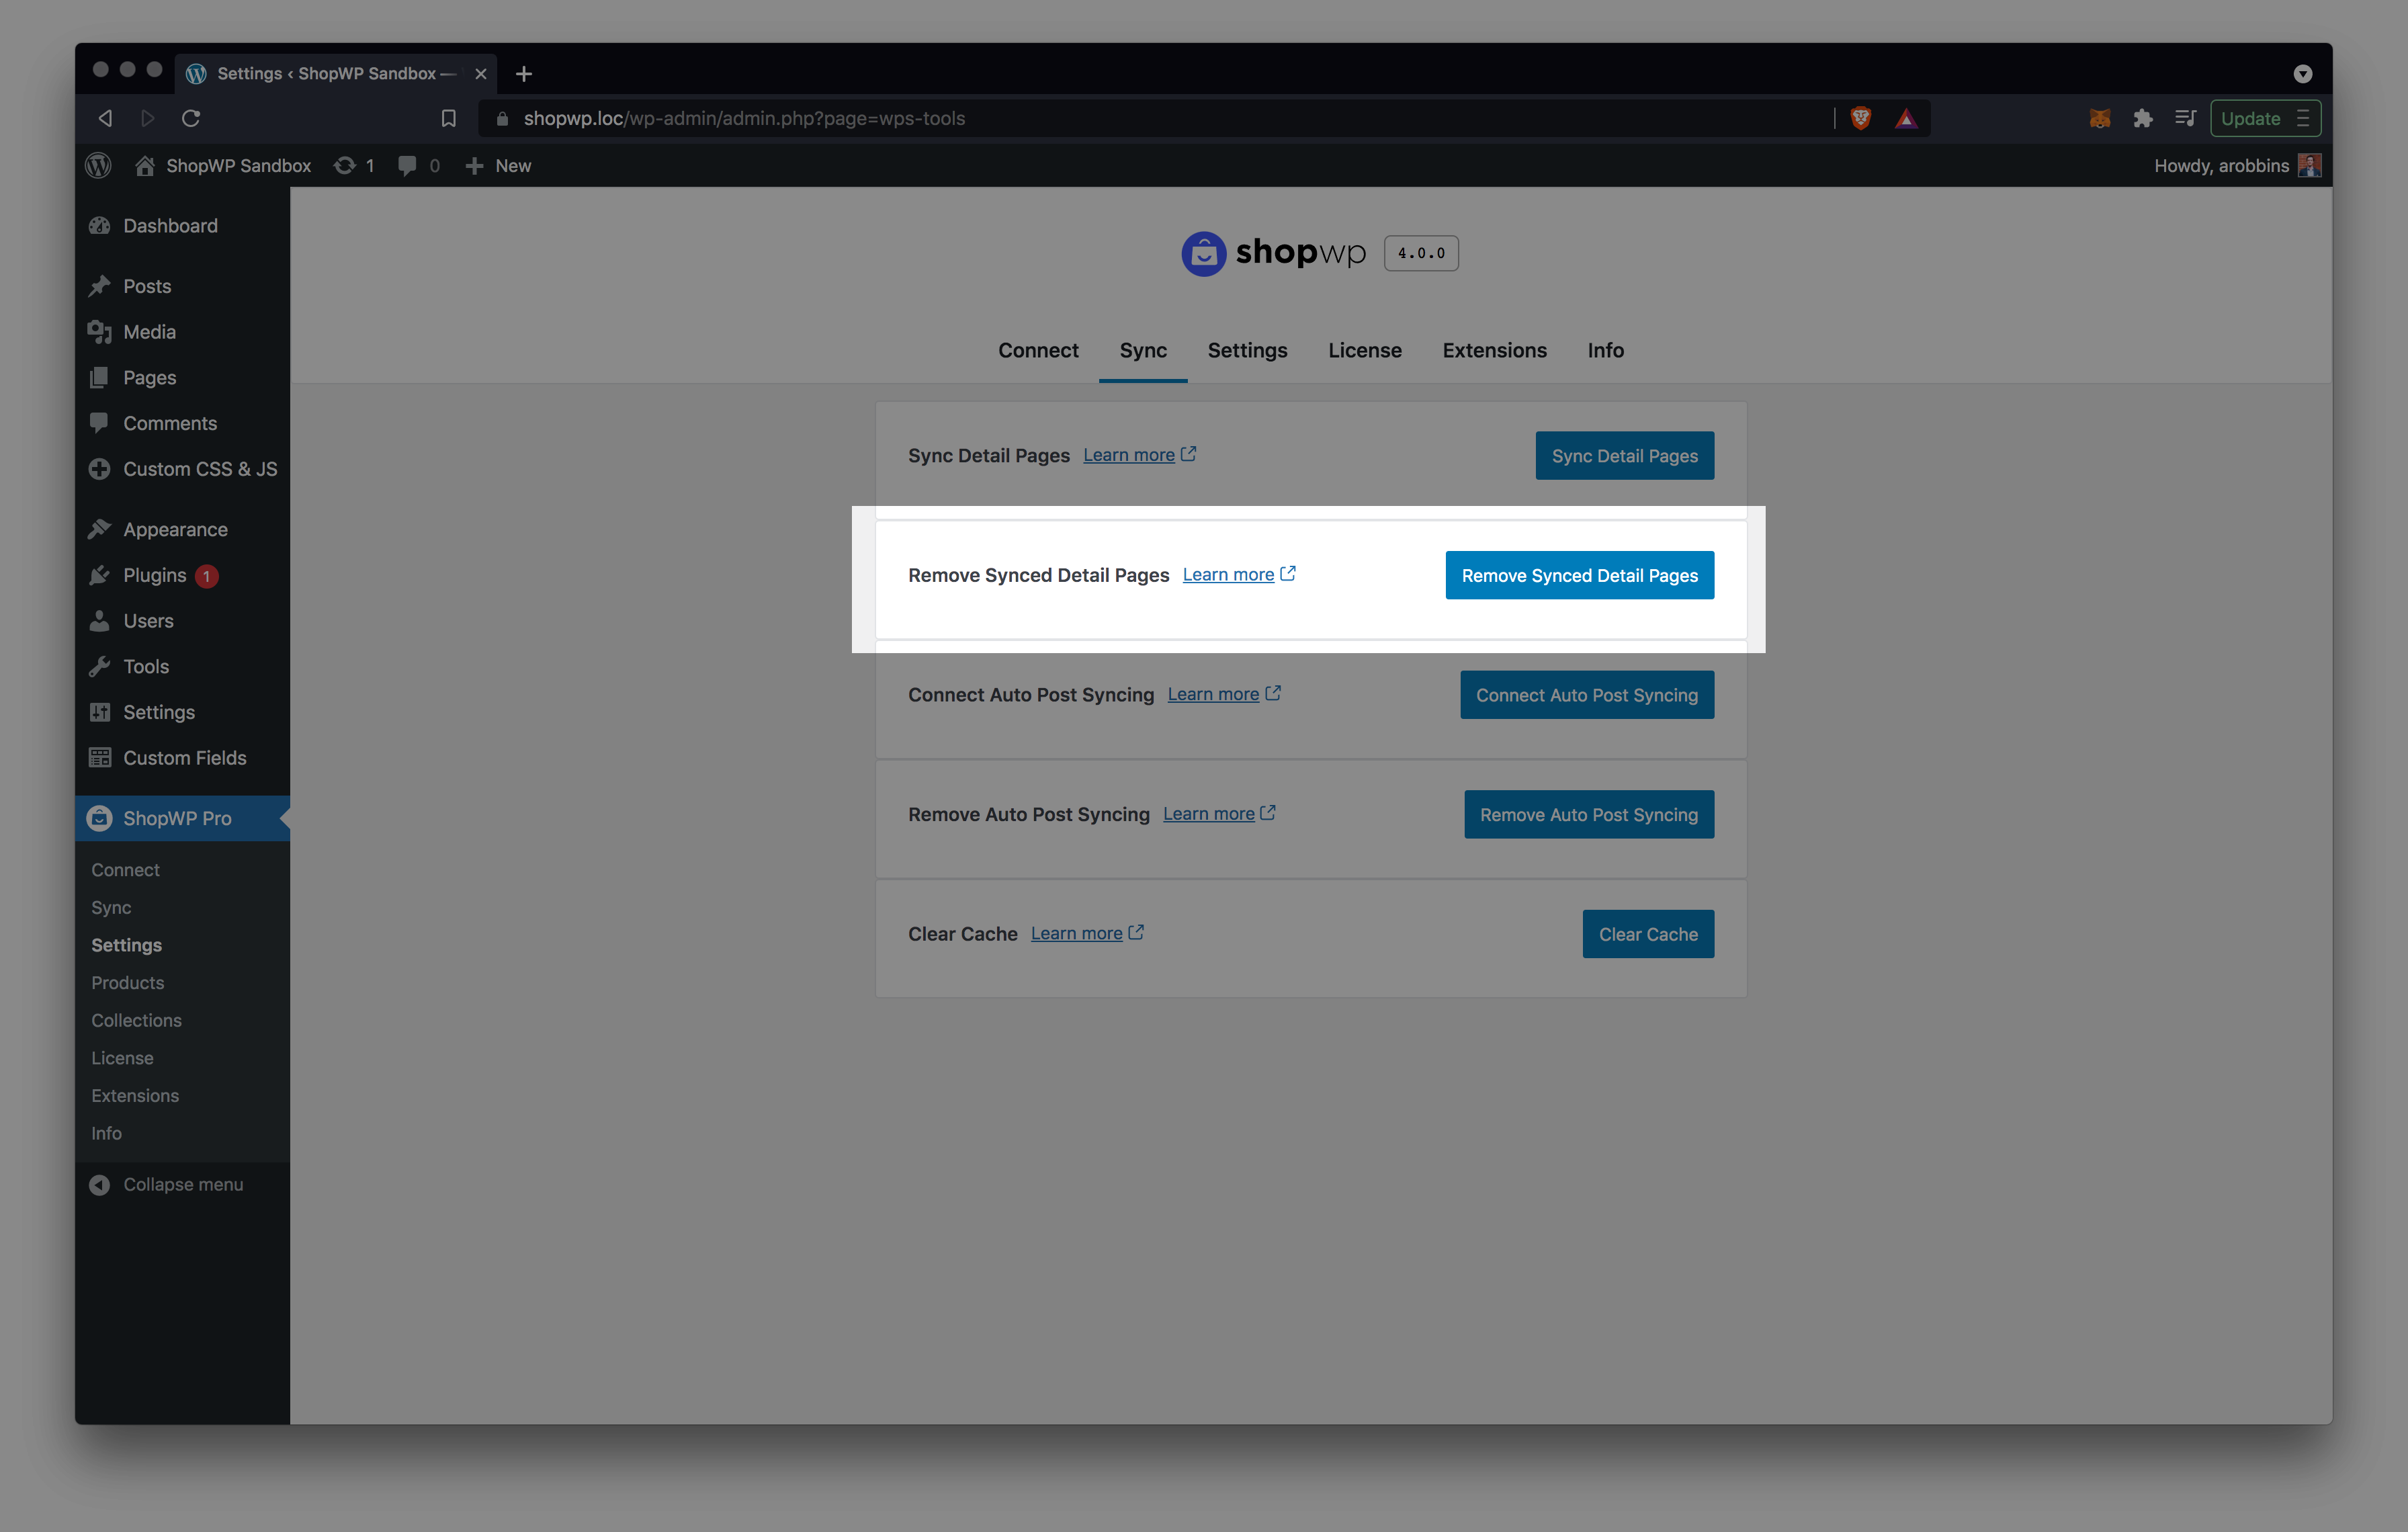 Settings ‹ ShopWP Sandbox —
shopwp.loc/wp-admin/admin.php?page=wps-tools
Update
ShopWP Sandbox 1 0 New
Howdy, arobbins
Dashboard
Posts
Media
Pages
Comments
Custom CSS & JS
Appearance
Plugins 1
Users
Tools
Settings
Custom Fields
ShopWP Pro
Connect
Sync
Settings
Products
Collections
License
Extensions
Info
Collapse menu
shopwp 4.0.0
Connect Sync Settings License Extensions Info
Sync Detail Pages Learn more Sync Detail Pages
Remove Synced Detail Pages Learn more Remove Synced Detail Pages
Connect Auto Post Syncing Learn more Connect Auto Post Syncing
Remove Auto Post Syncing Learn more Remove Auto Post Syncing
Clear Cache Learn more Clear Cache